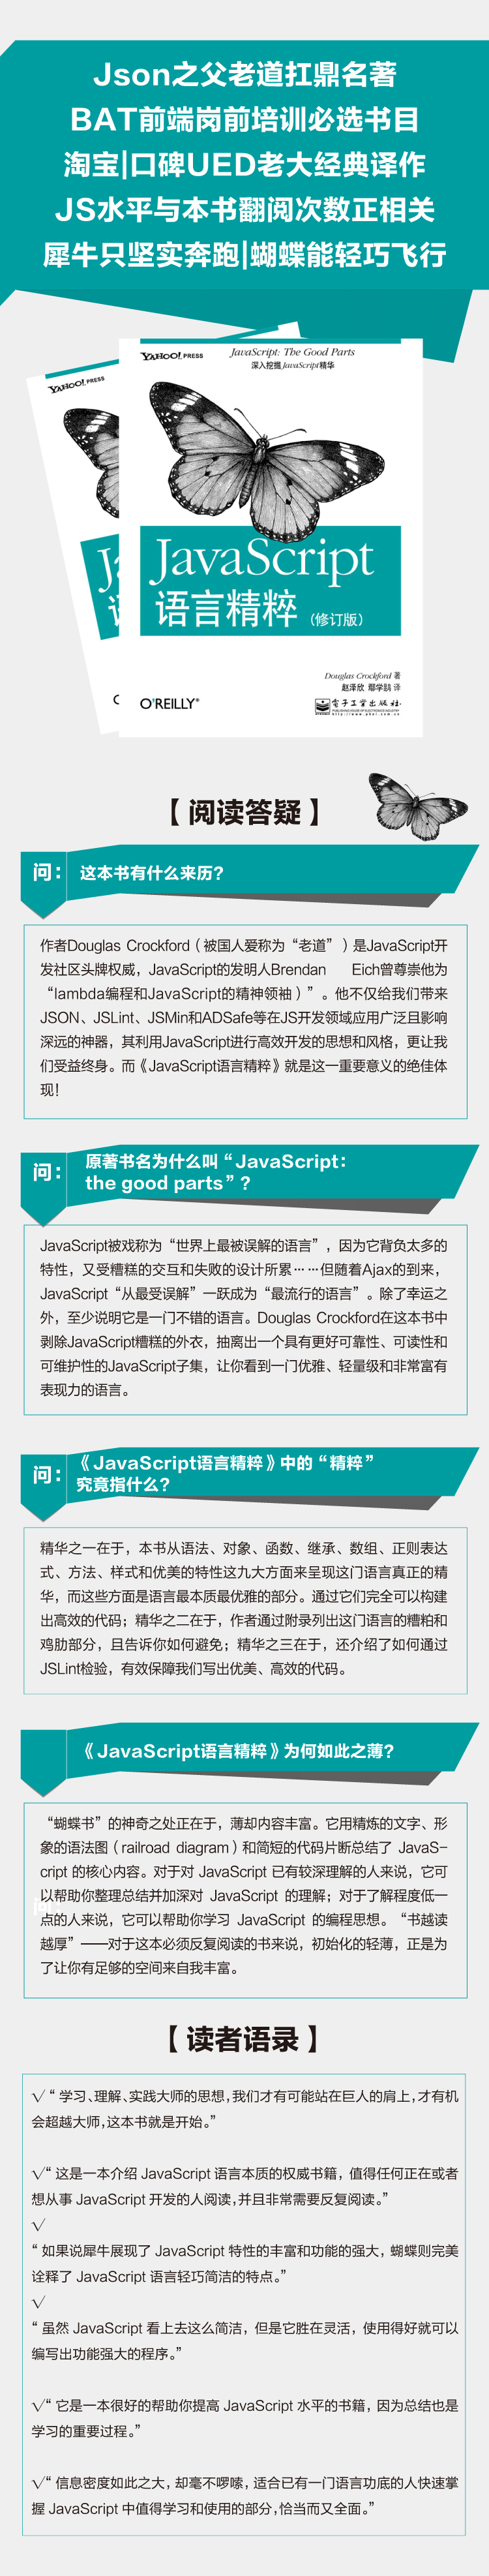 Json之父老道扛鼎名著
BAT前端岗前培训必选书目
淘宝|口碑UED老大经典译作
JS水平与本书翻阅次数正相关
犀牛只坚实奔跑|蝴蝶能轻巧飞行
YAHOO! PRESS
YAHOO! PRESS
JavaScript: The Good Parts
深入挖掘JavaScript精华
JavaScript
语言精粹（修订版）
Douglas Crockford 著
赵泽欣 鄢学鹍 译
O'REILLY®
电子工业出版社
PUBLISHING HOUSE OF ELECTRONICS INDUSTRY
http://www.phei.com.cn
【 阅读答疑 】
问： 这本书有什么来历？
作者Douglas Crockford（被国人爱称为“老道”）是JavaScript开
发社区头牌权威，JavaScript的发明人Brendan Eich曾尊崇他为
“lambda编程和JavaScript的精神领袖）”。他不仅给我们带来
JSON、JSLint、JSMin和ADSafe等在JS开发领域应用广泛且影响
深远的神器，其利用JavaScript进行高效开发的思想和风格，更让我
们受益终身。而《JavaScript语言精粹》就是这一重要意义的绝佳体
现！
问： 原著书名为什么叫“JavaScript：
the good parts”？
JavaScript被戏称为“世界上最被误解的语言”，因为它背负太多的
特性，又受糟糕的交互和失败的设计所累……但随着Ajax的到来，
JavaScript“从最受误解”一跃成为“最流行的语言”。除了幸运之
外，至少说明它是一门不错的语言。Douglas Crockford在这本书中
剥除JavaScript糟糕的外衣，抽离出一个具有更好可靠性、可读性和
可维护性的JavaScript子集，让你看到一门优雅、轻量级和非常富有
表现力的语言。
问： 《JavaScript语言精粹》中的“精粹”
究竟指什么？
精华之一在于，本书从语法、对象、函数、继承、数组、正则表达
式、方法、样式和优美的特性这九大方面来呈现这门语言真正的精
华，而这些方面是语言最本质最优雅的部分。通过它们完全可以构建
出高效的代码；精华之二在于，作者通过附录列出这门语言的糟粕和
鸡肋部分，且告诉你如何避免；精华之三在于，还介绍了如何通过
JSLint检验，有效保障我们写出优美、高效的代码。
《JavaScript语言精粹》为何如此之薄？
“蝴蝶书”的神奇之处正在于，薄却内容丰富。它用精炼的文字、形
象的语法图（railroad diagram）和简短的代码片断总结了 JavaS-
cript 的核心内容。对于对 JavaScript 已有较深理解的人来说，它可
以帮助你整理总结并加深对 JavaScript 的理解；对于了解程度低一
问：
点的人来说，它可以帮助你学习 JavaScript 的编程思想。“书越读
越厚”——对于这本必须反复阅读的书来说，初始化的轻薄，正是为
了让你有足够的空间来自我丰富。
【 读者语录 】
√“ 学习、理解、实践大师的思想，我们才有可能站在巨人的肩上，才有机
会超越大师，这本书就是开始。”
√“ 这是一本介绍 JavaScript 语言本质的权威书籍，值得任何正在或者
想从事 JavaScript 开发的人阅读，并且非常需要反复阅读。”
√
“ 如果说犀牛展现了 JavaScript 特性的丰富和功能的强大，蝴蝶则完美
诠释了 JavaScript 语言轻巧简洁的特点。”
√
“ 虽然 JavaScript 看上去这么简洁，但是它胜在灵活，使用得好就可以
编写出功能强大的程序。”
√“ 它是一本很好的帮助你提高 JavaScript 水平的书籍，因为总结也是
学习的重要过程。”
√“ 信息密度如此之大，却毫不啰嗦，适合已有一门语言功底的人快速掌
握 JavaScript 中值得学习和使用的部分，恰当而又全面。”